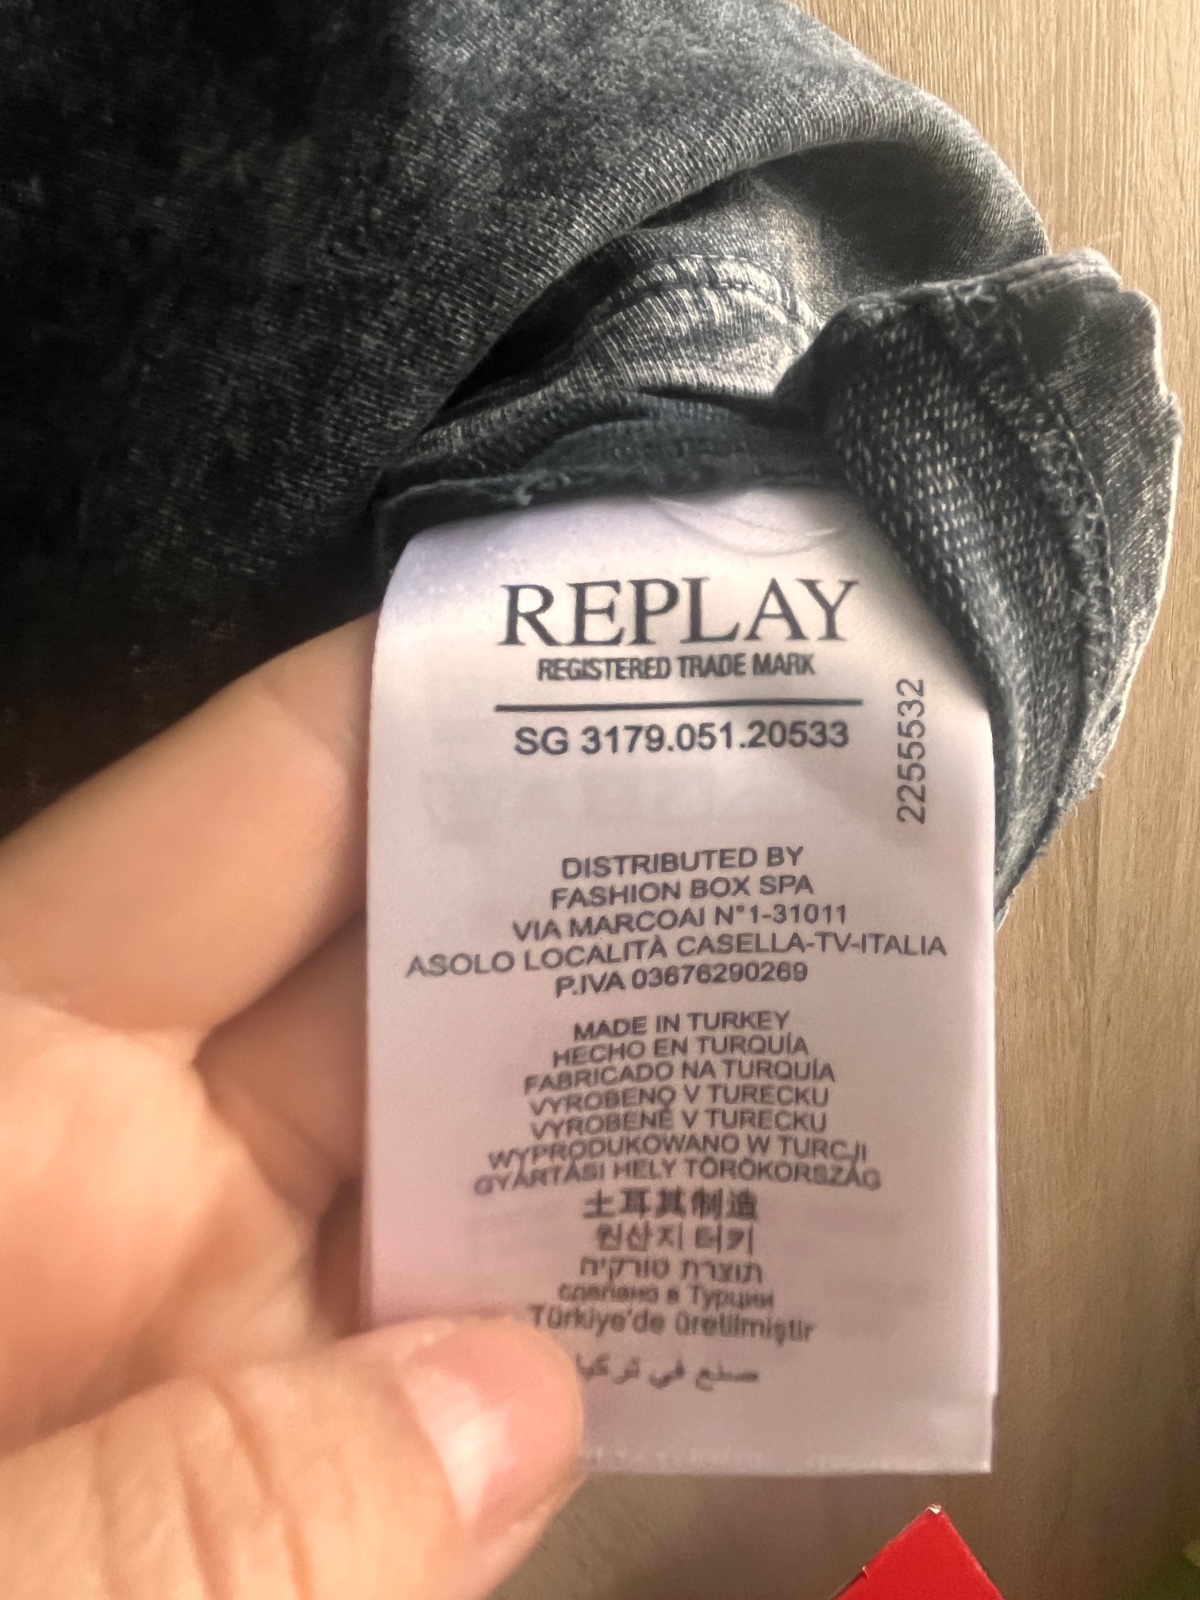 REPLAY
REGISTERED TRADE MARK
SG 3179.051.20533
2255532
DISTRIBUTED BY
FASHION BOX SPA
VIA MARCOAI N°1-31011
ASOLO LOCALITÀ CASELLA-TV-ITALIA
P.IVA 03676290269
MADE IN TURKEY
HECHO EN TURQUÍA
FABRICADO NA TURQUÍA
VYROBENO V TURECKU
VYROBENÉ V TURECKU
WYPRODUKOWANO W TURCJI
GYÁRTÁSI HELY TÖRÖKORSZÁG
土耳其制造
원산지 터키
תוצרת טורקיה
сделано в Турции
Türkiye'de üretilmiştir
صنع في تركيا